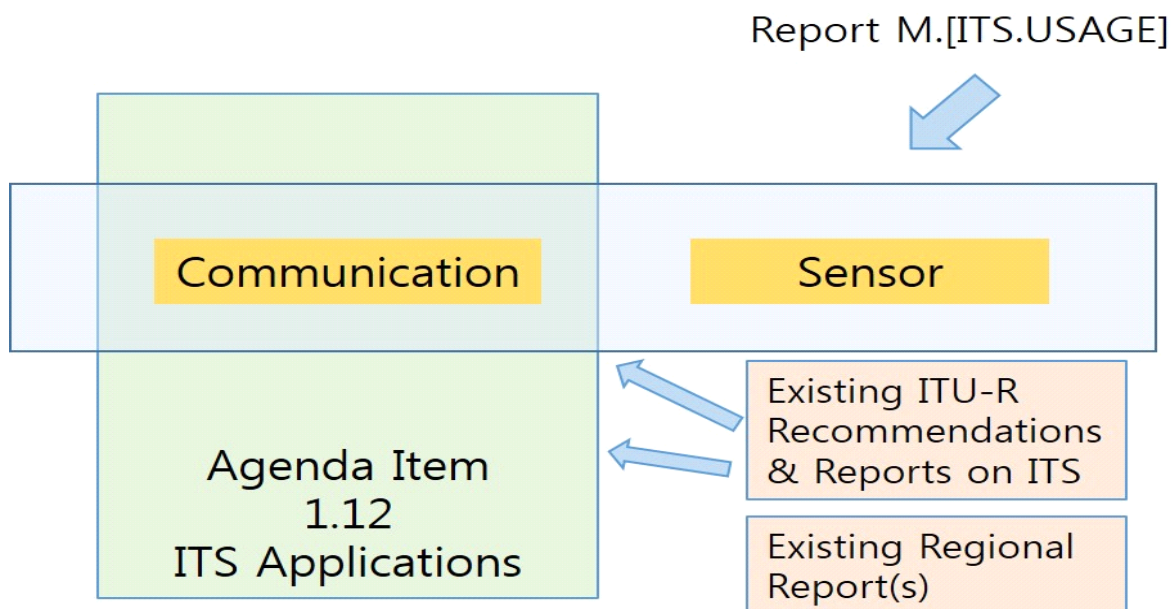 Report M.[ITS.USAGE]
Communication
Sensor
Agenda Item
1.12
ITS Applications
Existing ITU-R
Recommendations
& Reports on ITS
Existing Regional
Report(s)